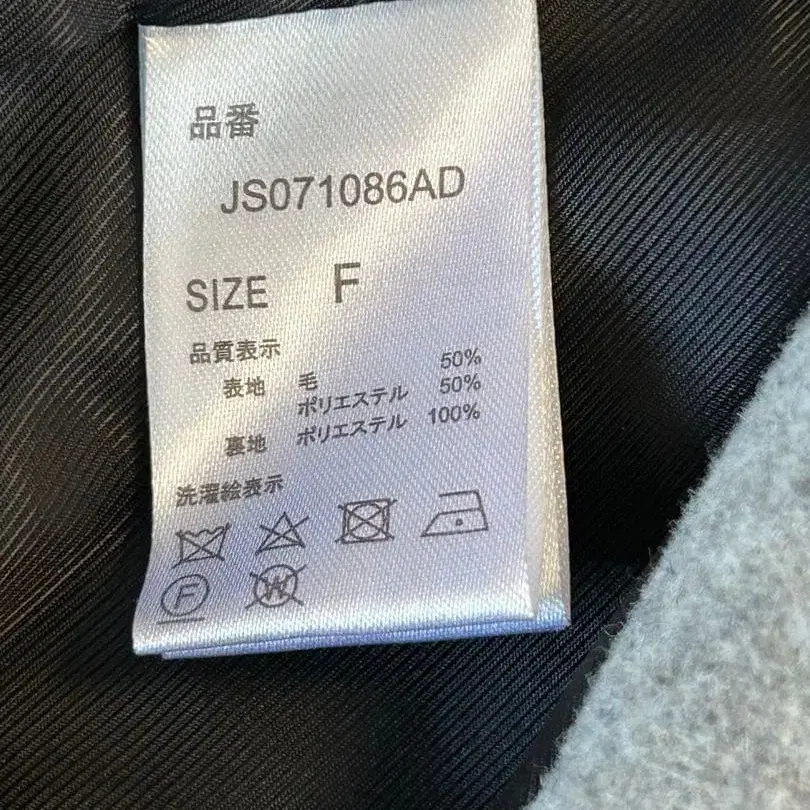 品番
JS071086AD
SIZE F
品質表示
表地 毛 50%
ポリエステル 50%
裏地 ポリエステル 100%
洗濯絵表示
F W